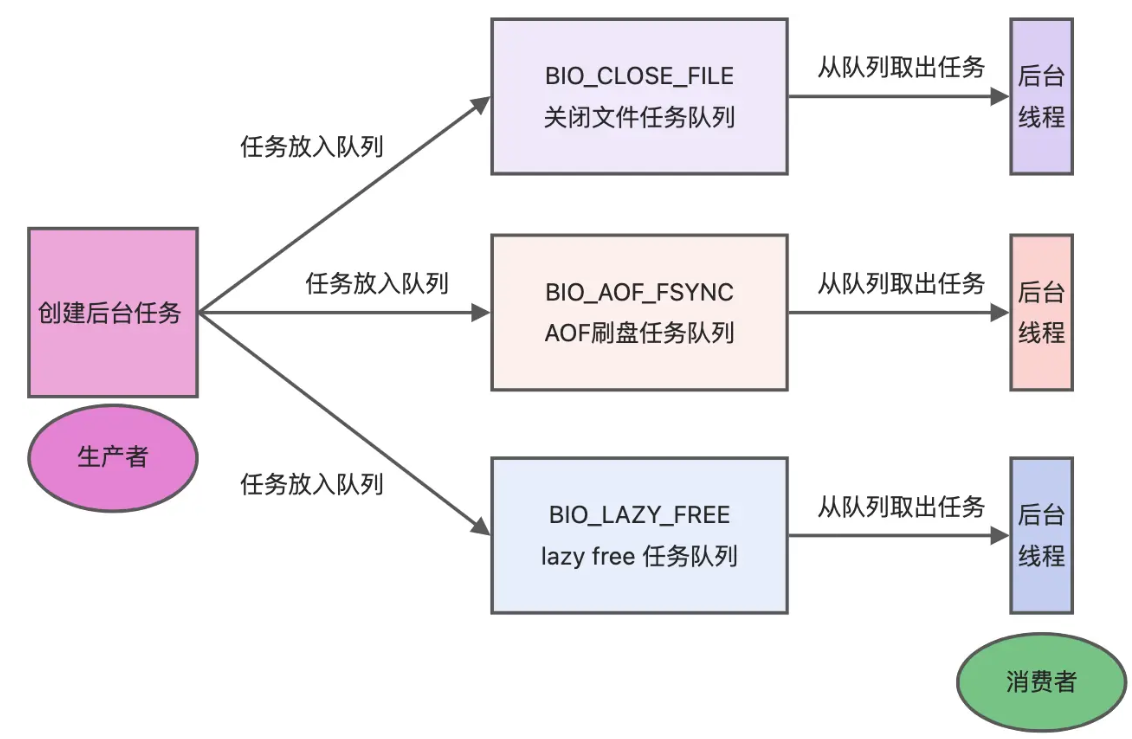 BIO_CLOSE_FILE
关闭文件任务队列
从队列取出任务
后台
线程
任务放入队列
创建后台任务
任务放入队列
BIO_AOF_FSYNC
AOF刷盘任务队列
从队列取出任务
后台
线程
生产者
任务放入队列
BIO_LAZY_FREE
lazy free 任务队列
从队列取出任务
后台
线程
消费者